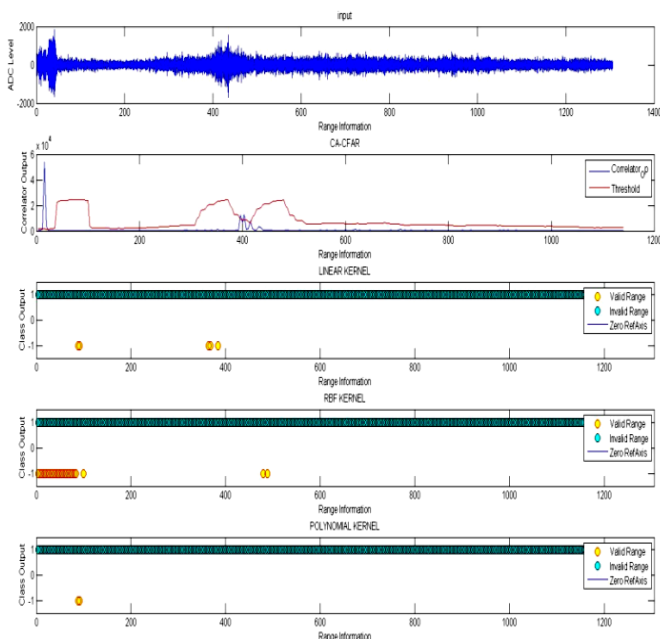 input
ADC Level
2000
0
-2000
0 200 400 600 800 1000 1200 1400
Range Information
CA-CFAR
x 10
Correlator Output
6
4
2
0
0 200 400 600 800 1000
Correlator_Op
Threshold
Range Information
LINEAR KERNEL
Class Output
1
0
-1
0 200 400 600 800 1000 1200
Valid Range
Invalid Range
Zero RefAxis
Range Information
RBF KERNEL
Class Output
1
0
-1
0 200 400 600 800 1000 1200
Valid Range
Invalid Range
Zero RefAxis
Range Information
POLYNOMIAL KERNEL
Class Output
1
0
-1
0 200 400 600 800 1000 1200
Valid Range
Invalid Range
Zero RefAxis
Range Information